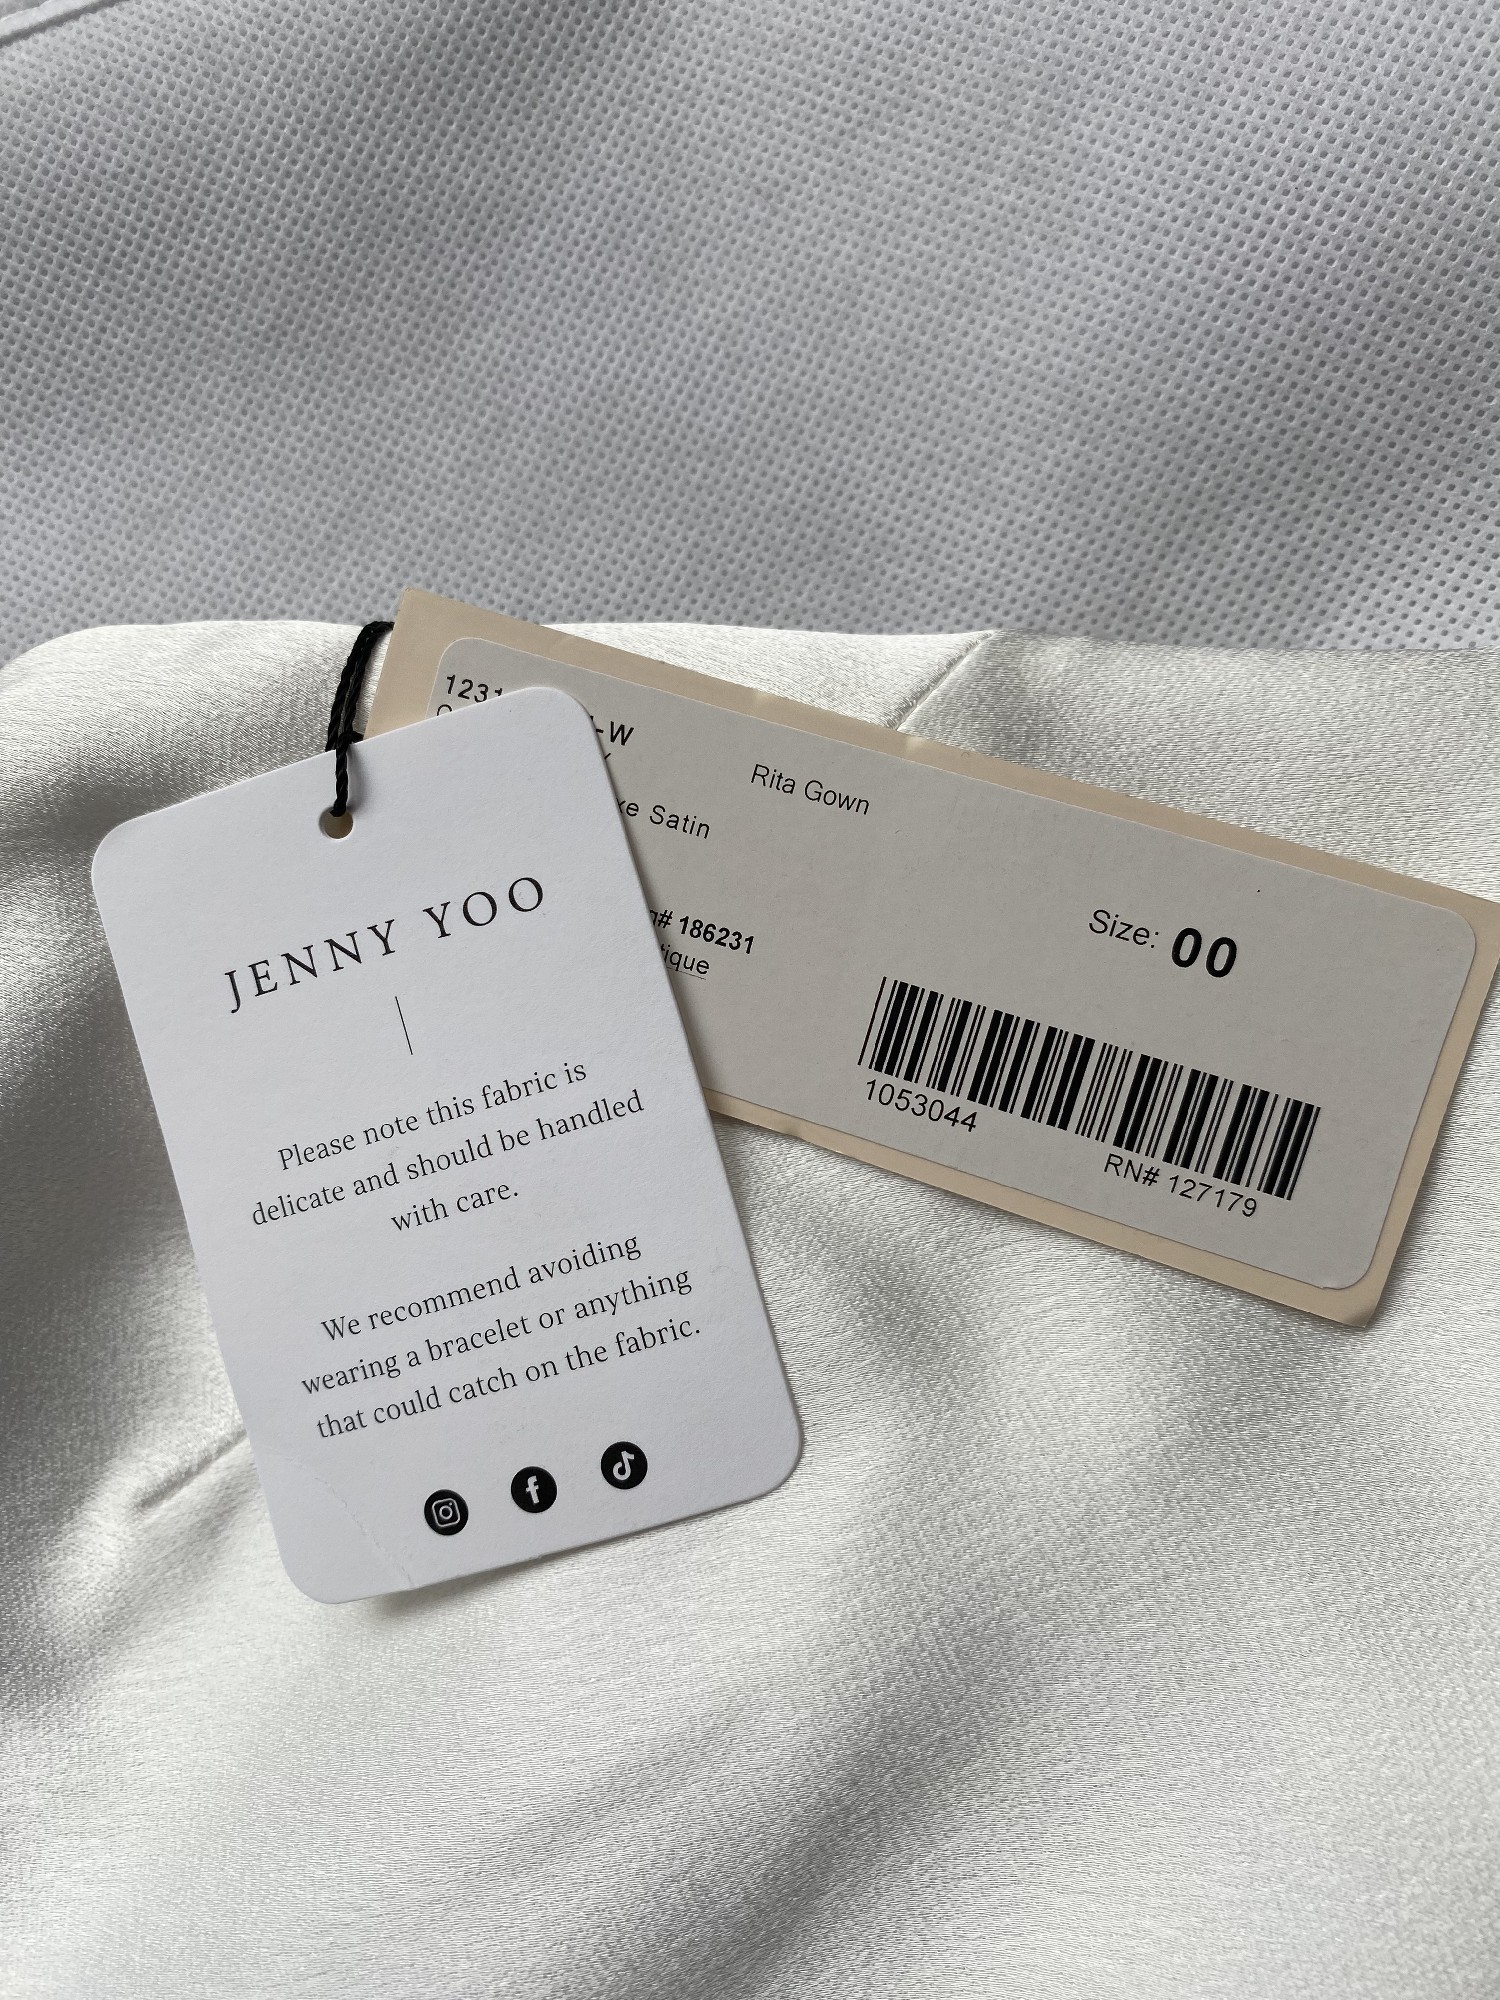 JENNY YOO
Please note this fabric is
delicate and should be handled
with care.
We recommend avoiding
wearing a bracelet or anything
that could catch on the fabric.
Rita Gown
Satin
# 186231
Size: 00
1053044
RN# 127179